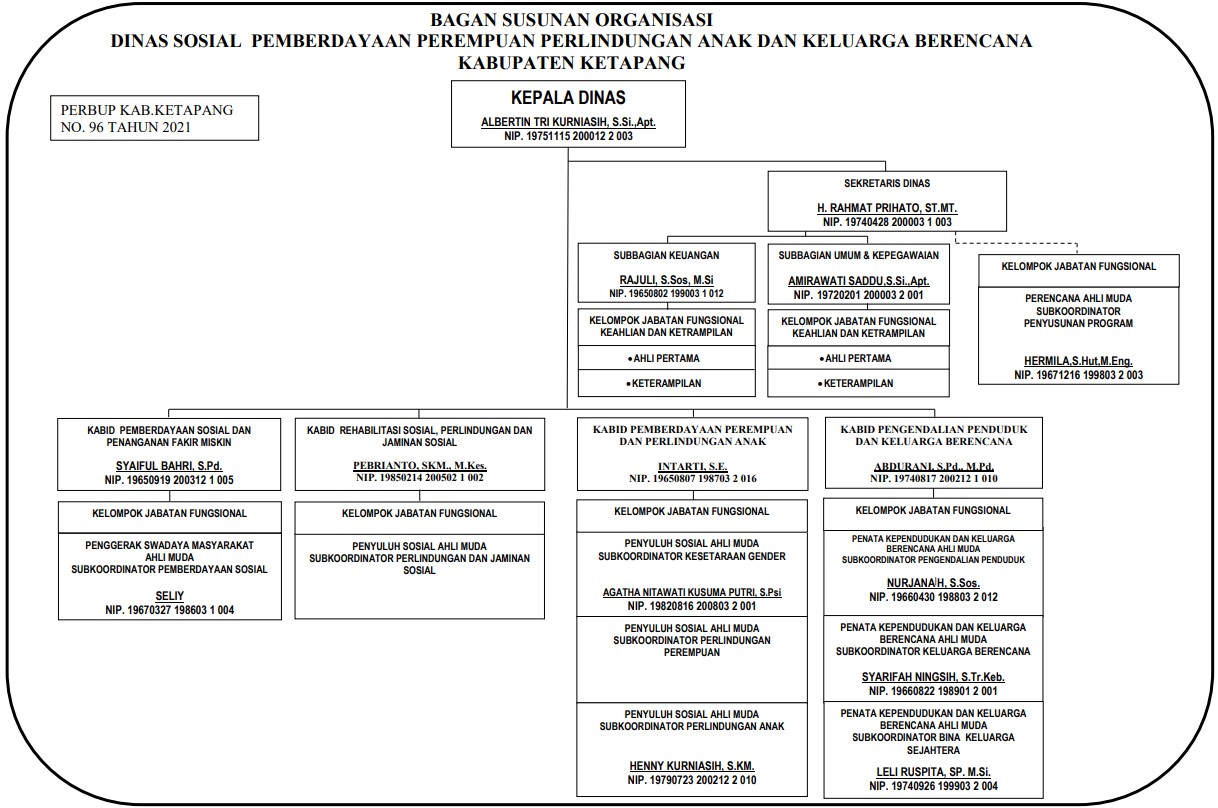 BAGAN SUSUNAN ORGANISASI
DINAS SOSIAL PEMBERDAYAAN PEREMPUAN PERLINDUNGAN ANAK DAN KELUARGA BERENCANA
KABUPATEN KETAPANG
PERBUP KAB.KETAPANG
NO. 96 TAHUN 2021
KEPALA DINAS
ALBERTIN TRI KURNIASIH, S.Si.,Apt.
NIP. 19751115 200012 2 003
SEKRETARIS DINAS
H. RAHMAT PRIHATO, ST.MT.
NIP. 19740428 200003 1 003
SUBBAGIAN KEUANGAN
RAJULI, S.Sos, M.Si
NIP. 19650802 199003 1 012
KELOMPOK JABATAN FUNGSIONAL
KEAHLIAN DAN KETRAMPILAN
• AHLI PERTAMA
• KETERAMPILAN
SUBBAGIAN UMUM & KEPEGAWAIAN
AMIRAWATI SADDU,S.Si.,Apt.
NIP. 19720201 200003 2 001
KELOMPOK JABATAN FUNGSIONAL
KEAHLIAN DAN KETRAMPILAN
• AHLI PERTAMA
• KETERAMPILAN
KELOMPOK JABATAN FUNGSIONAL
PERENCANA AHLI MUDA
SUBKOORDINATOR
PENYUSUNAN PROGRAM
HERMILA,S.Hut,M.Eng.
NIP. 19671216 199803 2 003
KABID PEMBERDAYAAN SOSIAL DAN
PENANGANAN FAKIR MISKIN
SYAIFUL BAHRI, S.Pd.
NIP. 19650919 200312 1 005
KELOMPOK JABATAN FUNGSIONAL
PENGGERAK SWADAYA MASYARAKAT
AHLI MUDA
SUBKOORDINATOR PEMBERDAYAAN SOSIAL
SELIY
NIP. 19670327 198603 1 004
KABID REHABILITASI SOSIAL, PERLINDUNGAN DAN
JAMINAN SOSIAL
PEBRIANTO, SKM., M.Kes.
NIP. 19850214 200502 1 002
KELOMPOK JABATAN FUNGSIONAL
PENYULUH SOSIAL AHLI MUDA
SUBKOORDINATOR PERLINDUNGAN DAN JAMINAN
SOSIAL
KABID PEMBERDAYAAN PEREMPUAN
DAN PERLINDUNGAN ANAK
INTARTI, S.E.
NIP. 19650807 198703 2 016
KELOMPOK JABATAN FUNGSIONAL
PENYULUH SOSIAL AHLI MUDA
SUBKOORDINATOR KESETARAAN GENDER
AGATHA NITAWATI KUSUMA PUTRI, S.Psi
NIP. 19820816 200803 2 001
PENYULUH SOSIAL AHLI MUDA
SUBKOORDINATOR PERLINDUNGAN
PEREMPUAN
PENYULUH SOSIAL AHLI MUDA
SUBKOORDINATOR PERLINDUNGAN ANAK
HENNY KURNIASIH, S.KM.
NIP. 19790723 200212 2 010
KABID PENGENDALIAN PENDUDUK
DAN KELUARGA BERENCANA
ABDURANI, S.Pd., M.Pd.
NIP. 19740817 200212 1 010
KELOMPOK JABATAN FUNGSIONAL
PENATA KEPENDUDUKAN DAN KELUARGA
BERENCANA AHLI MUDA
SUBKOORDINATOR PENGENDALIAN PENDUDUK
NURJANAH, S.Sos.
NIP. 19660430 198803 2 012
PENATA KEPENDUDUKAN DAN KELUARGA
BERENCANA AHLI MUDA
SUBKOORDINATOR KELUARGA BERENCANA
SYARIFAH NINGSIH, S.Tr.Keb.
NIP. 19660822 198901 2 001
PENATA KEPENDUDUKAN DAN KELUARGA
BERENCANA AHLI MUDA
SUBKOORDINATOR BINA KELUARGA
SEJAHTERA
LELI RUSPITA, SP. M.Si.
NIP. 19740926 199903 2 004